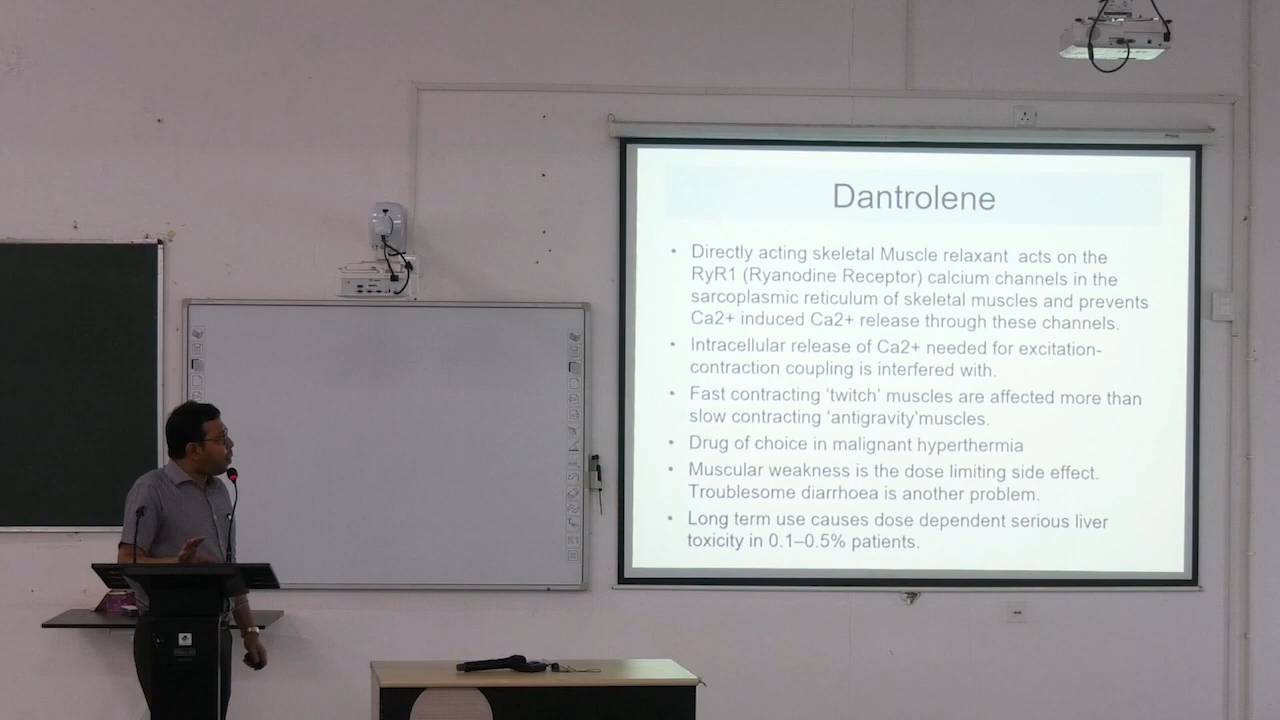 Dantrolene
• Directly acting skeletal Muscle relaxant acts on the
RyR1 (Ryanodine Receptor) calcium channels in the
sarcoplasmic reticulum of skeletal muscles and prevents
Ca2+ induced Ca2+ release through these channels.
• Intracellular release of Ca2+ needed for excitation-
contraction coupling is interfered with.
• Fast contracting ‘twitch’ muscles are affected more than
slow contracting ‘antigravity’muscles.
• Drug of choice in malignant hyperthermia
• Muscular weakness is the dose limiting side effect.
Troublesome diarrhoea is another problem.
• Long term use causes dose dependent serious liver
toxicity in 0.1–0.5% patients.